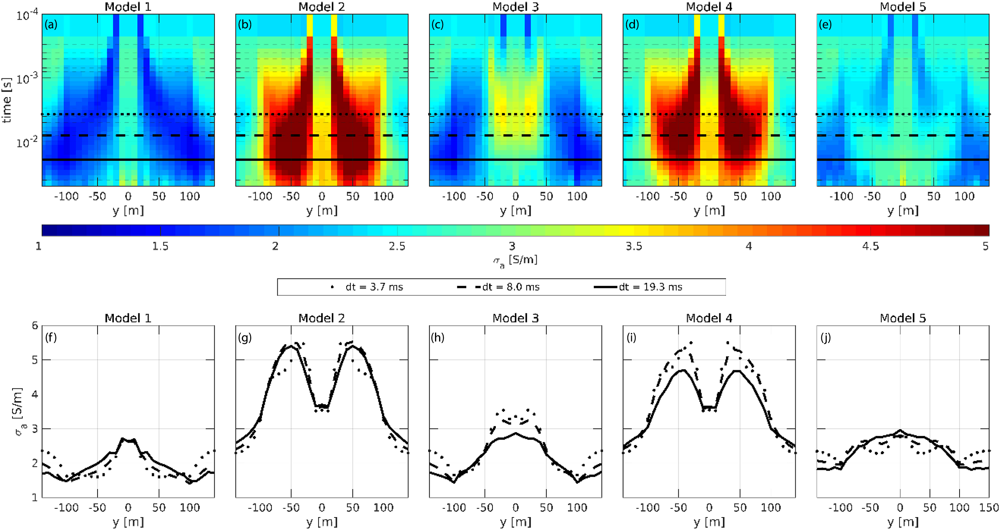 Model 1 Model 2 Model 3 Model 4 Model 5
(a) (b) (c) (d) (e)
10-4
10-3
10-2
time [s]
-100 -50 0 50 100 -100 -50 0 50 100 -100 -50 0 50 100 -100 -50 0 50 100 -100 -50 0 50 100
y [m] y [m] y [m] y [m] y [m]
1 1.5 2 2.5 3 3.5 4 4.5 5
σa [S/m]
dt = 3.7 ms dt = 8.0 ms dt = 19.3 ms
Model 1 Model 2 Model 3 Model 4 Model 5
(f) (g) (h) (i) (j)
6
5
4
3
2
1
σa [S/m]
-100 -50 0 50 100 -100 -50 0 50 100 -100 -50 0 50 100 -100 -50 0 50 100 -100 -50 0 50 100 150
y [m] y [m] y [m] y [m] y [m]